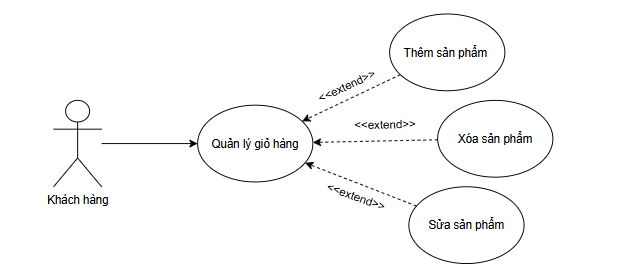 Thêm sản phẩm
<<extend>>
<<extend>>
Quản lý giỏ hàng
Xóa sản phẩm
<<extend>>
Khách hàng
Sửa sản phẩm